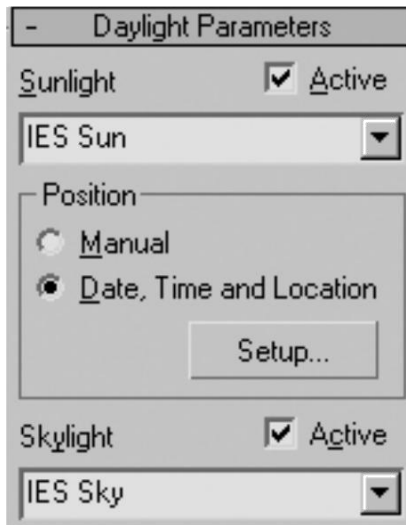 - Daylight Parameters
Sunlight Active
IES Sun
Position
Manual
Date, Time and Location
Setup...
Skylight Active
IES Sky